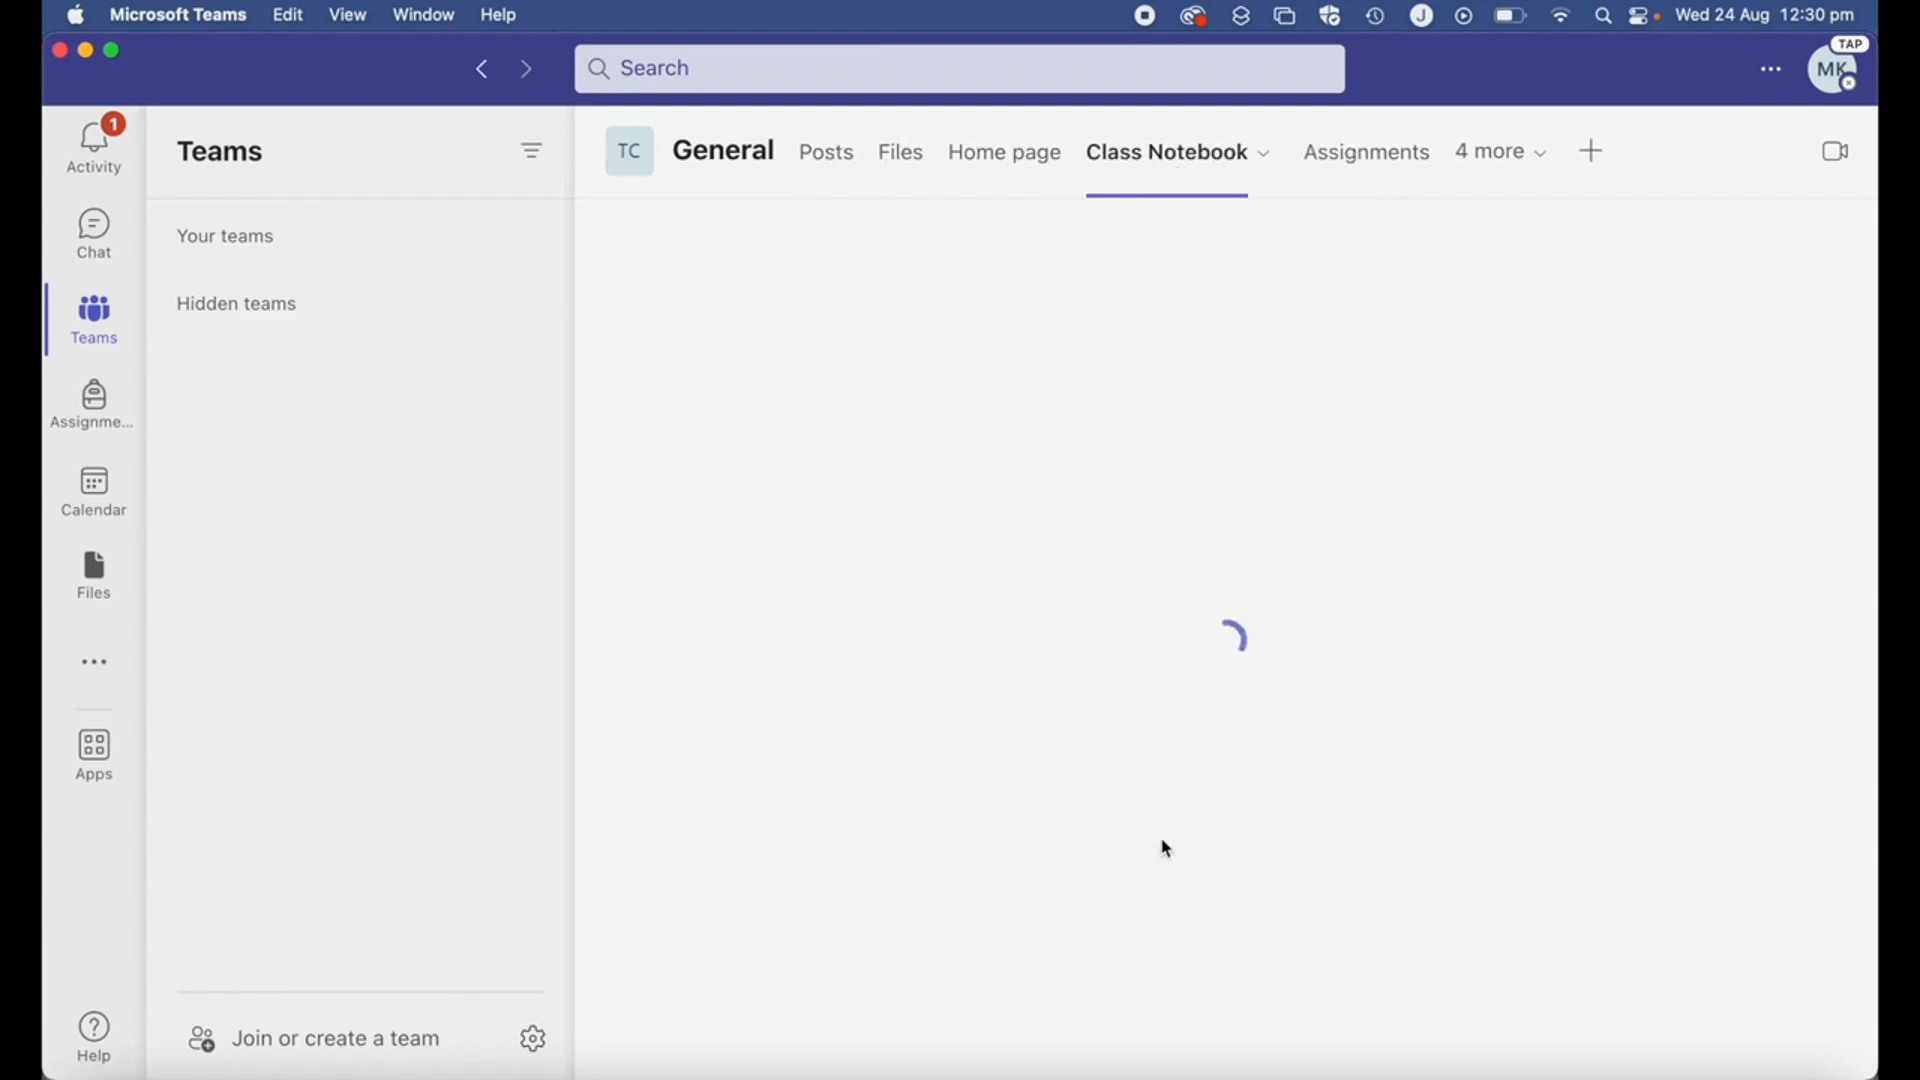 Microsoft Teams Edit View Window Help J Wed 24 Aug 12:30 pm
Search
TAP
MK
1
Activity
Chat
Teams
Assignme...
Calendar
Files
Apps
Help
Teams
Your teams
Hidden teams
Join or create a team
TC General Posts Files Home page Class Notebook Assignments 4 more